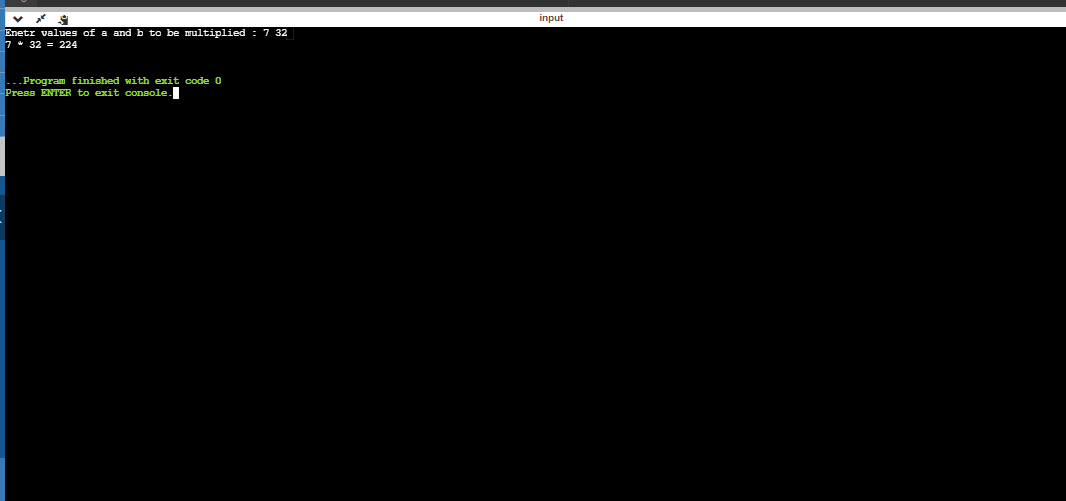 input
Enetr values of a and b to be multiplied : 7 32
7 * 32 = 224
...Program finished with exit code 0
Press ENTER to exit console.